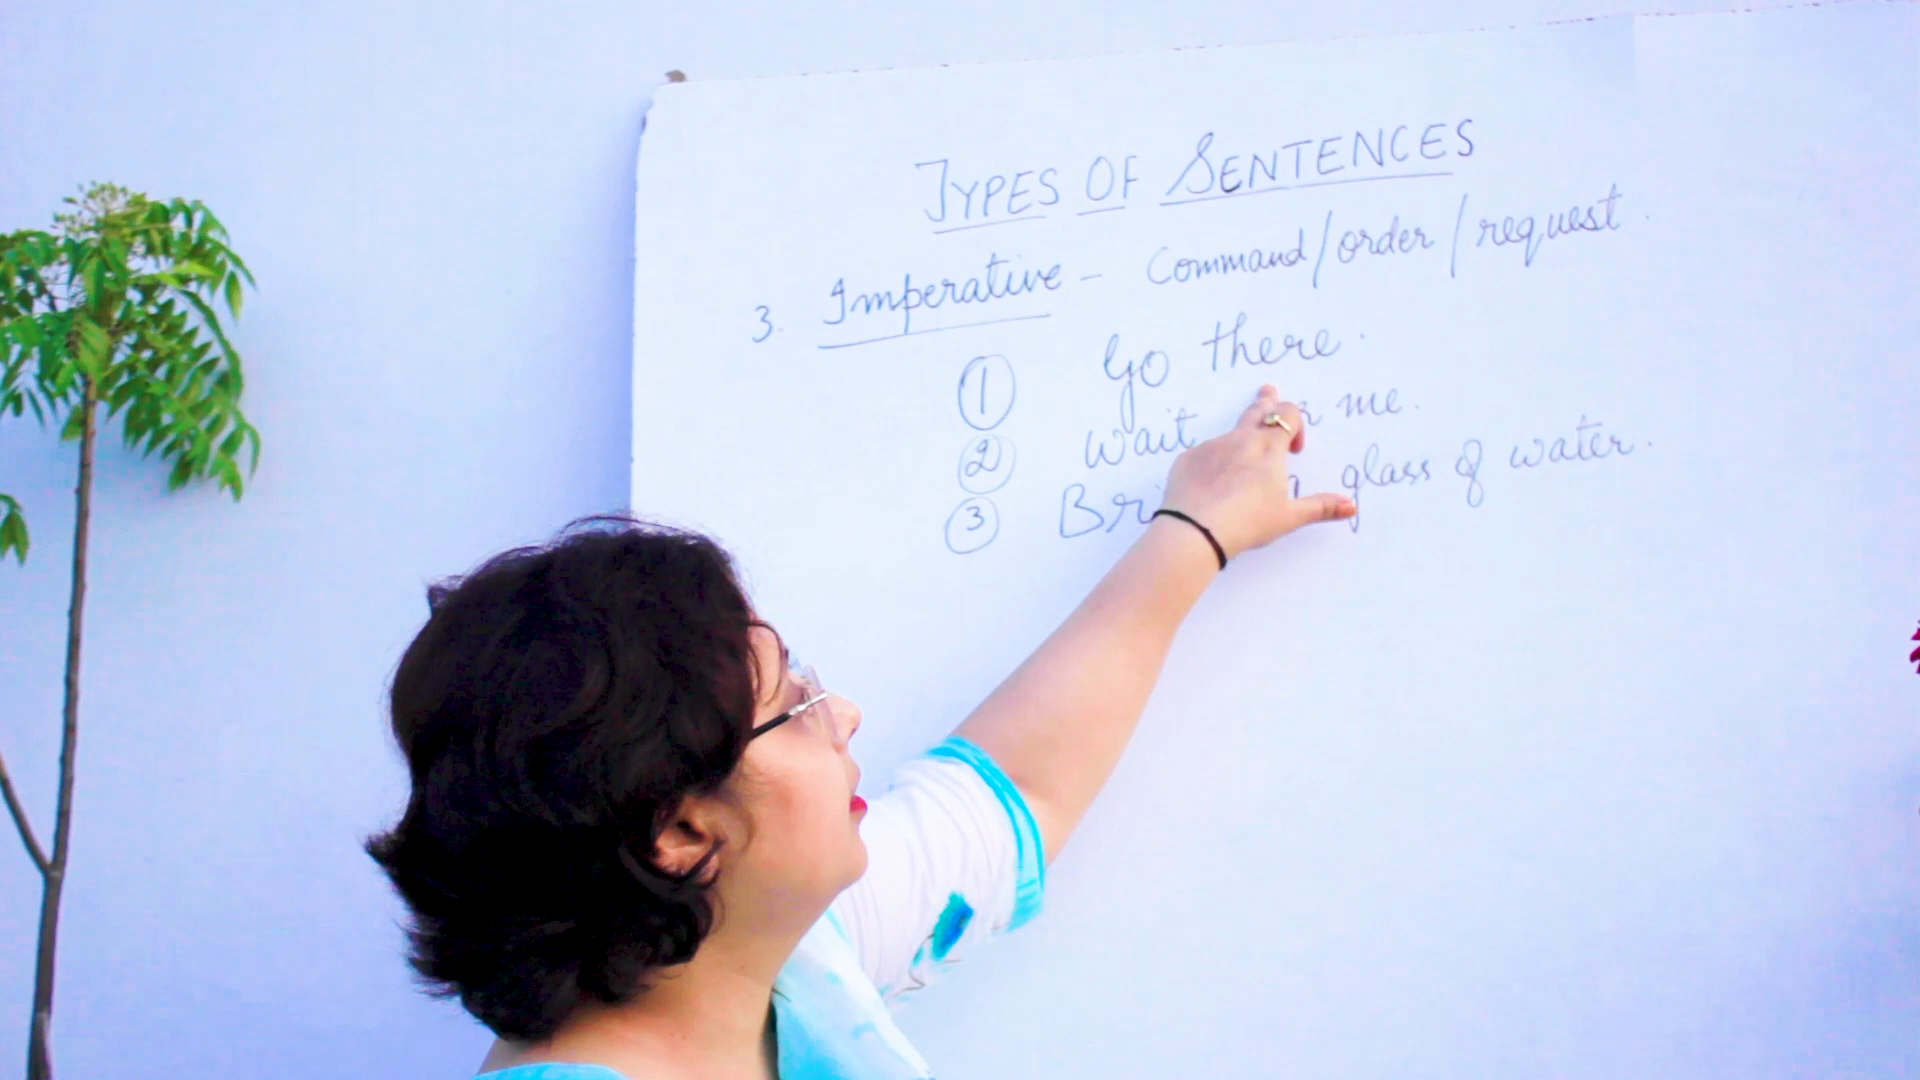 TYPES OF SENTENCES
3. Imperative - Command/order/request.
1 Go there.
2 Wait me.
3 glass of water.